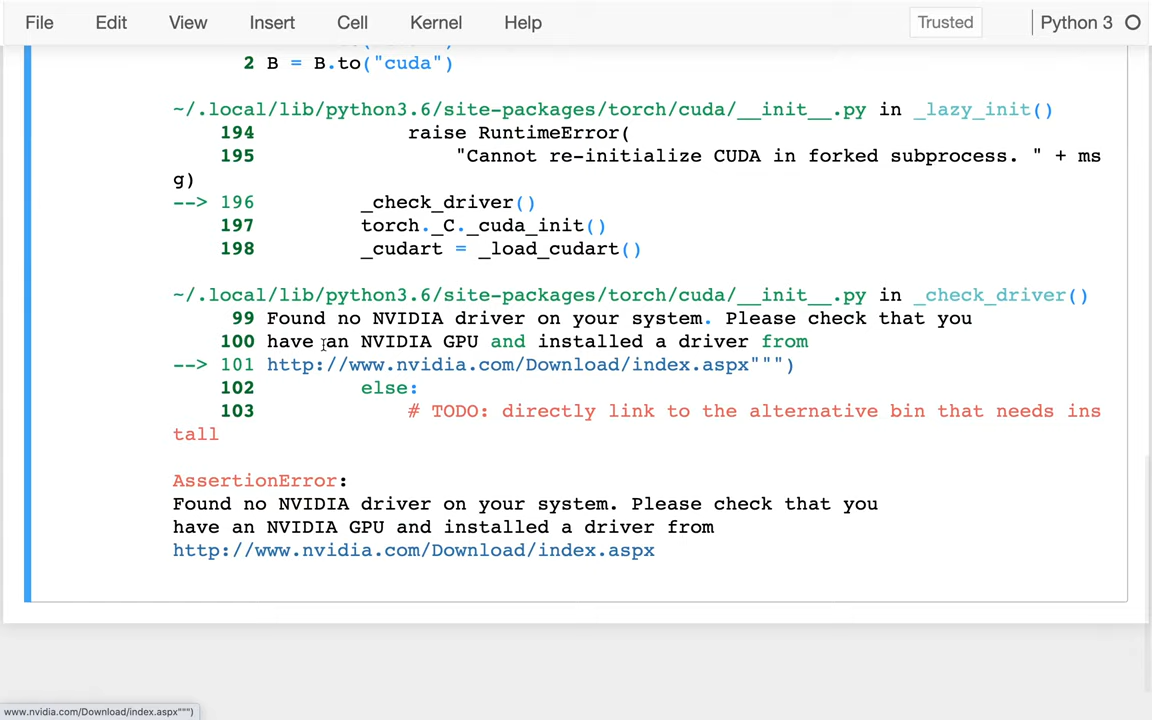 File Edit View Insert Cell Kernel Help Trusted Python 3
2 B = B.to("cuda")
~/.local/lib/python3.6/site-packages/torch/cuda/__init__.py in _lazy_init()
194 raise RuntimeError(
195 "Cannot re-initialize CUDA in forked subprocess. " + ms
g)
--> 196 _check_driver()
197 torch._C._cuda_init()
198 _cudart = _load_cudart()
~/.local/lib/python3.6/site-packages/torch/cuda/__init__.py in _check_driver()
99 Found no NVIDIA driver on your system. Please check that you
100 have an NVIDIA GPU and installed a driver from
--> 101 http://www.nvidia.com/Download/index.aspx""")
102 else:
103 # TODO: directly link to the alternative bin that needs ins
tall
AssertionError:
Found no NVIDIA driver on your system. Please check that you
have an NVIDIA GPU and installed a driver from
http://www.nvidia.com/Download/index.aspx
www.nvidia.com/Download/index.aspx""")